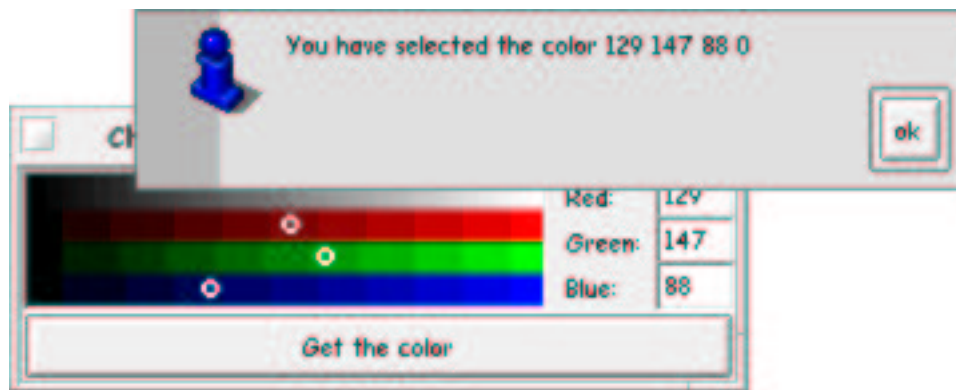 You have selected the color 129 147 88 0
ok
Red: 129
Green: 147
Blue: 88
Get the color